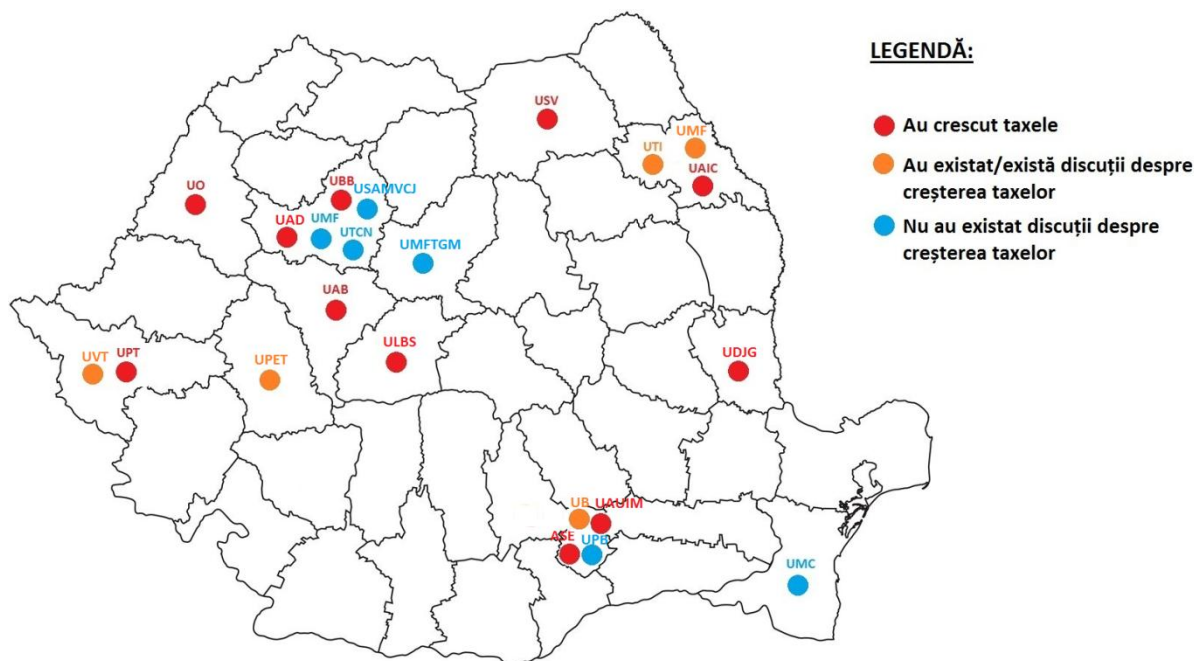 LEGENDĂ:
Au crescut taxele
Au existat/există discuții despre
creșterea taxelor
Nu au existat discuții despre
creșterea taxelor
USV
UMF
UTI
UAIC
UO
UBB
USAMVCJ
UAD
UMF
UTCN
UMFTGM
UAB
ULBS
UVT
UPT
UPET
UDJG
UB
UAUIM
ASE
UPB
UMC